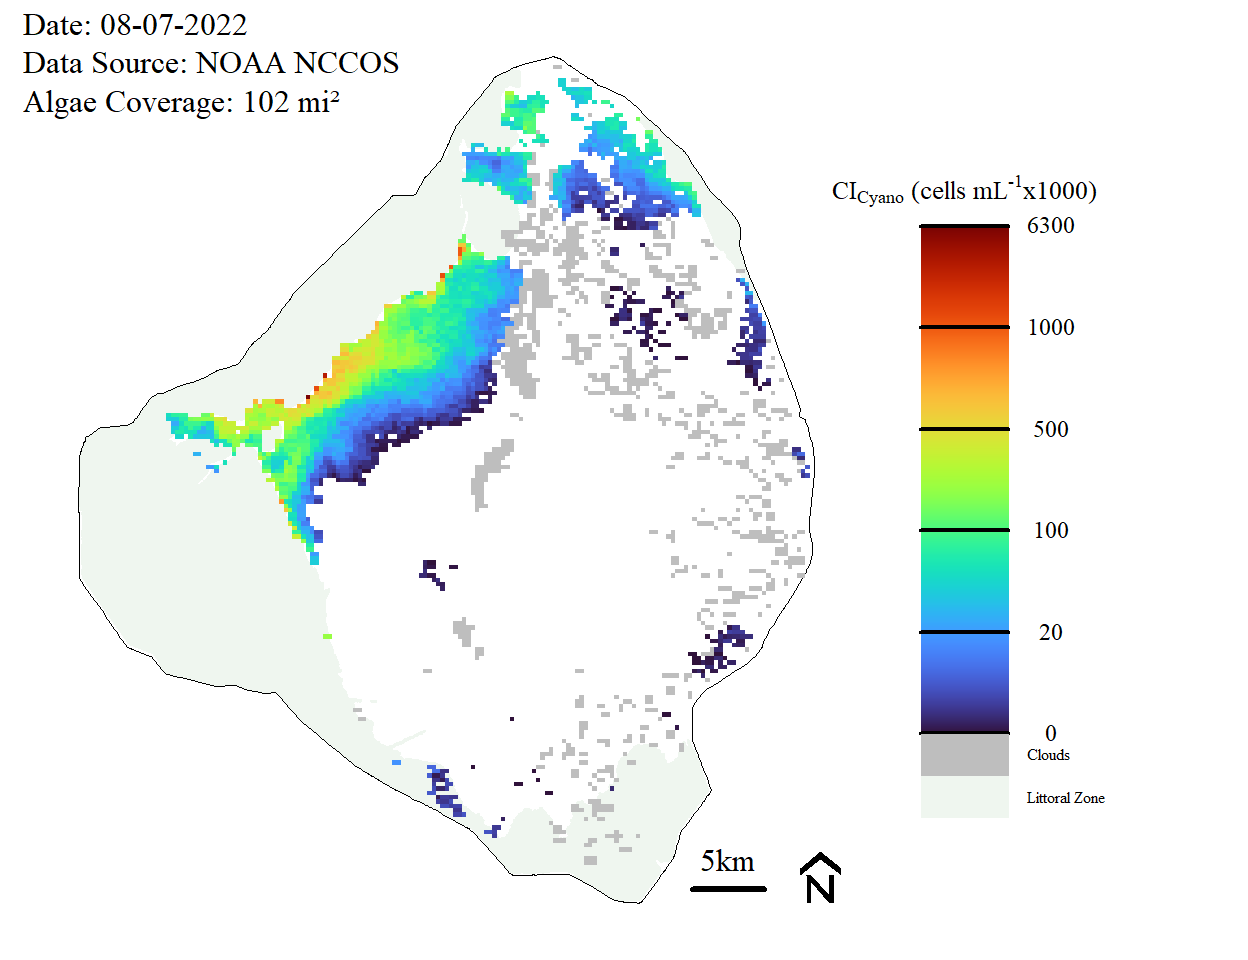 Date: 08-07-2022
Data Source: NOAA NCCOS
Algae Coverage: 102 mi²
CI_Cyano (cells mL⁻¹x1000)
6300
1000
500
100
20
0
Clouds
Littoral Zone
5km
N